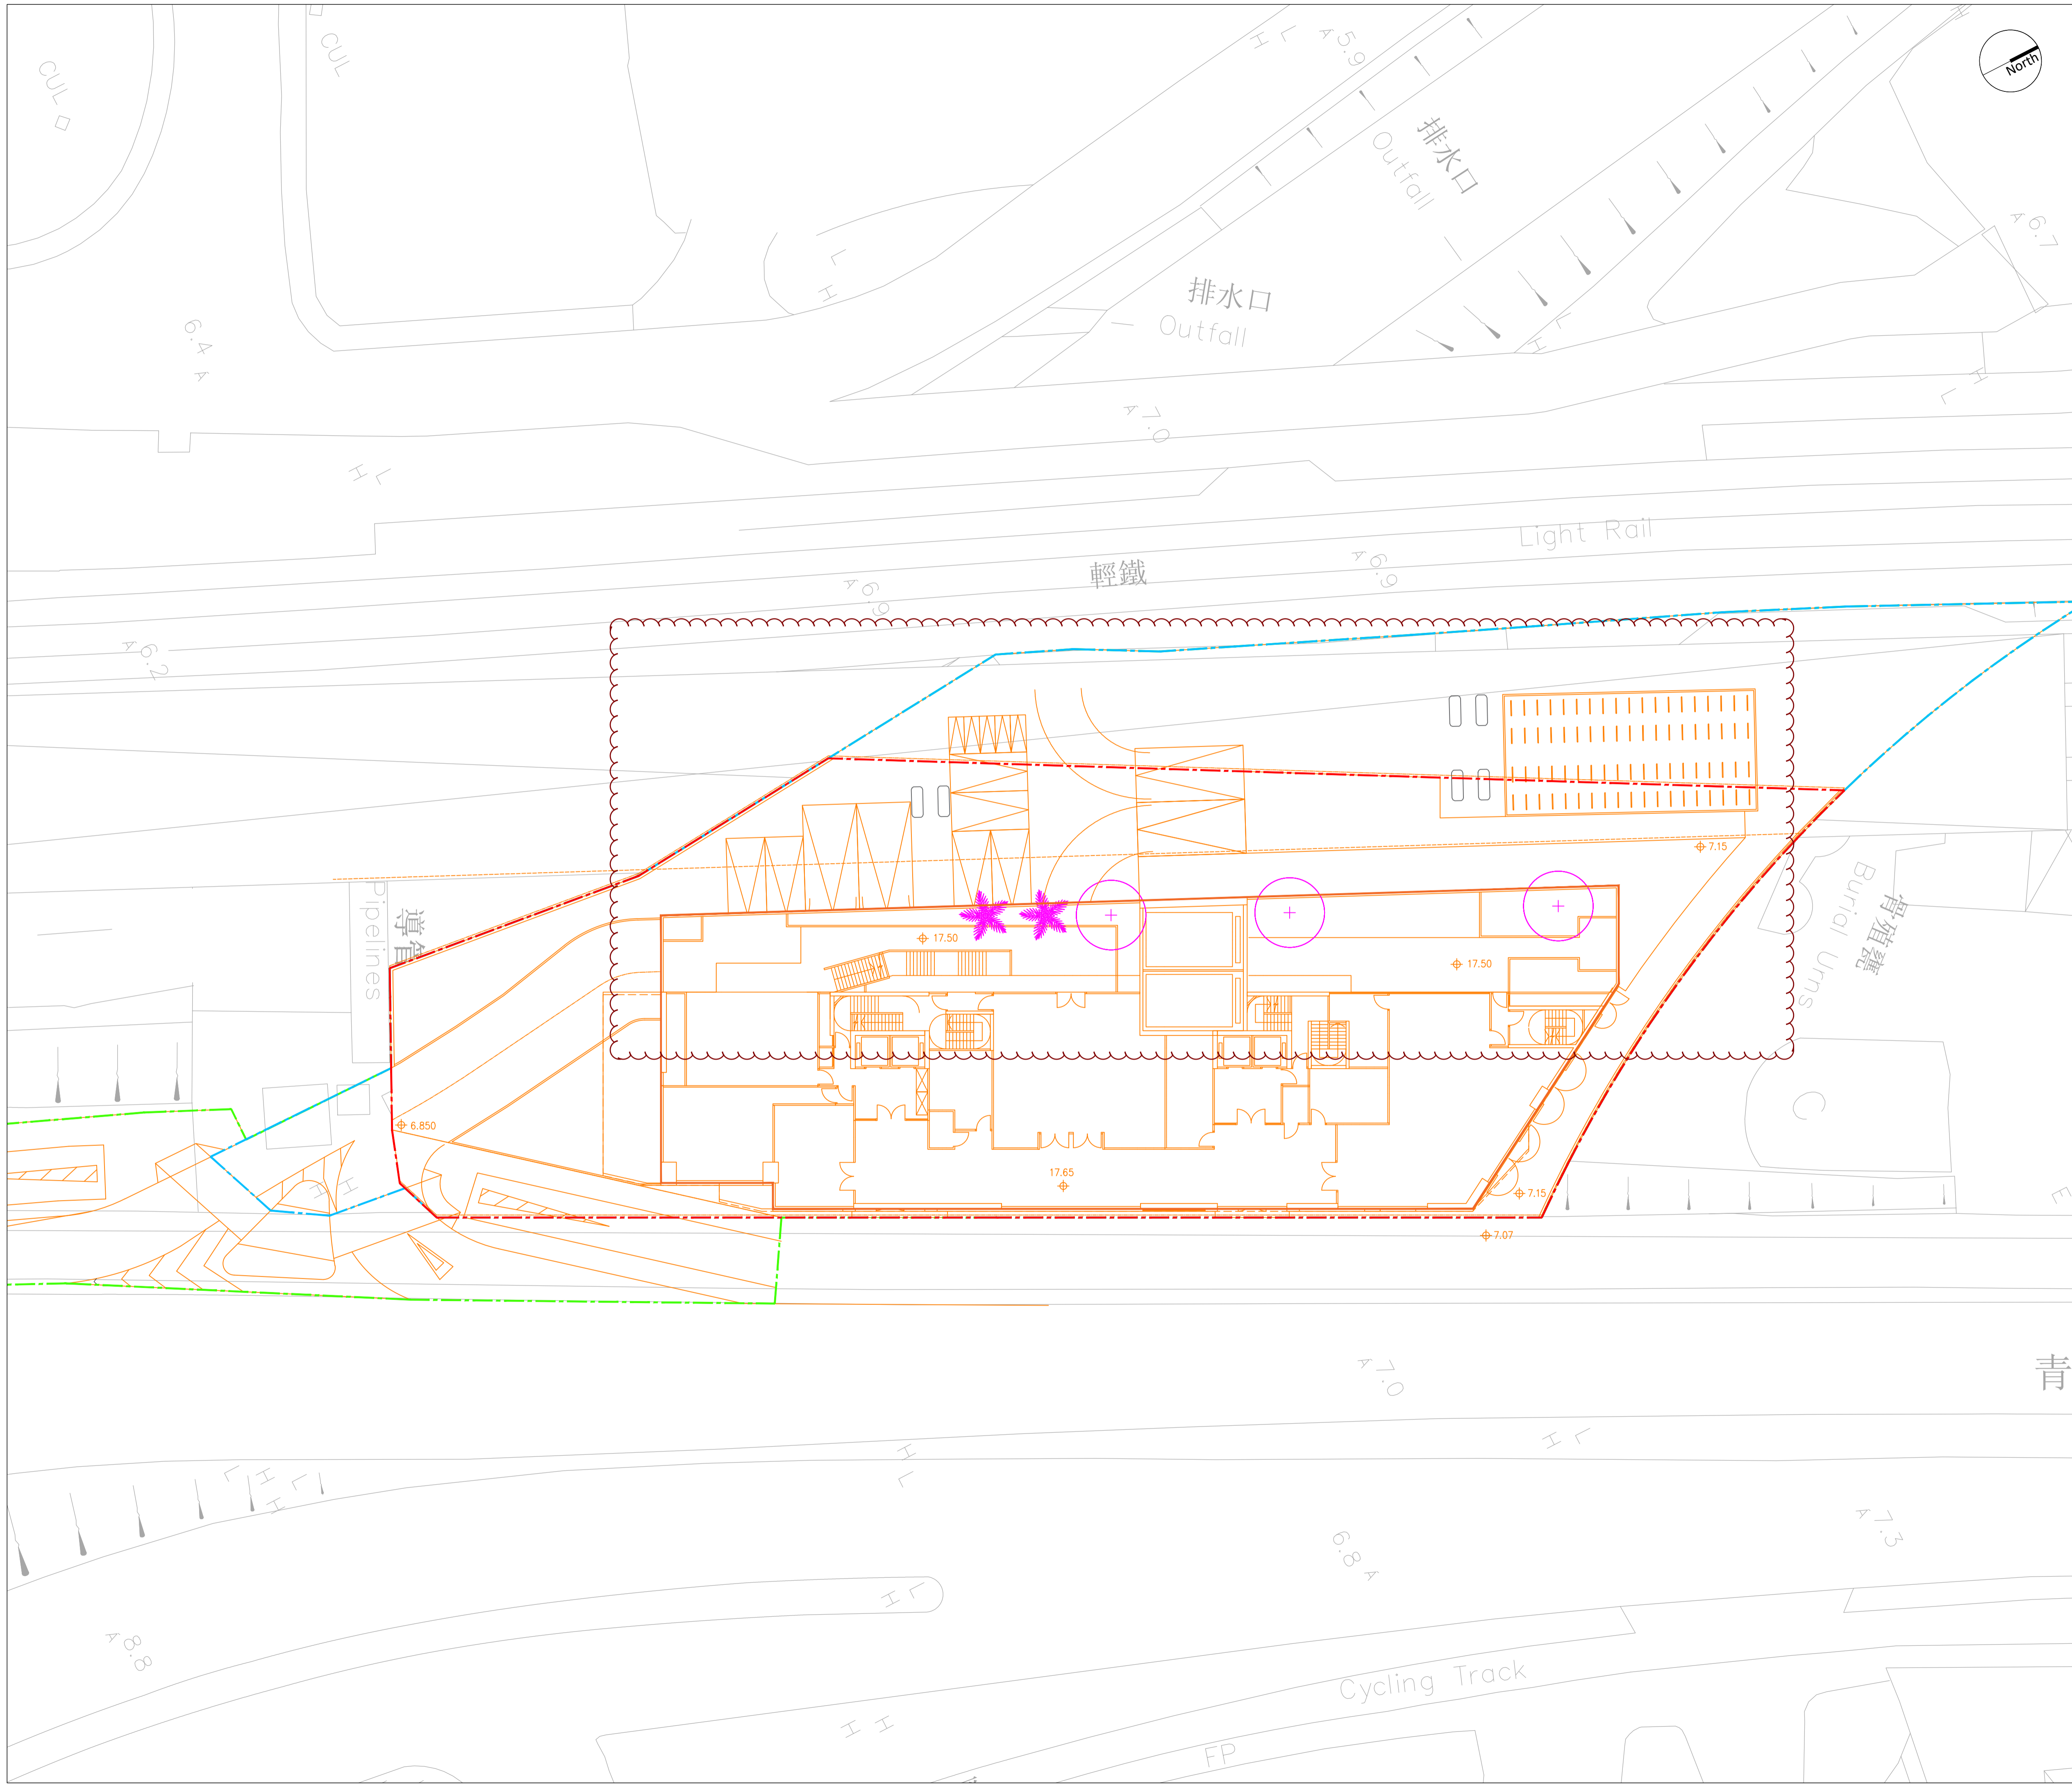 CUL
CUL
H L
5.9
A
North
排水口
Outfall
6.7
A
L
H
排水口
Outfall
6.4
A
H L
L H
7.0
A
H L
Light Rail
輕鐵
6.9
A
6.9
A
6.2
A
7.15
Pipelines
導管
17.50
17.50
Burial Urns
骨殖甕
6.850
H H
17.65
7.15
7.07
7.0
A
青
H L
H L
L H L
H
7.3
A
6.8
A
H L
8.8
A
Cycling Track
H H
FP